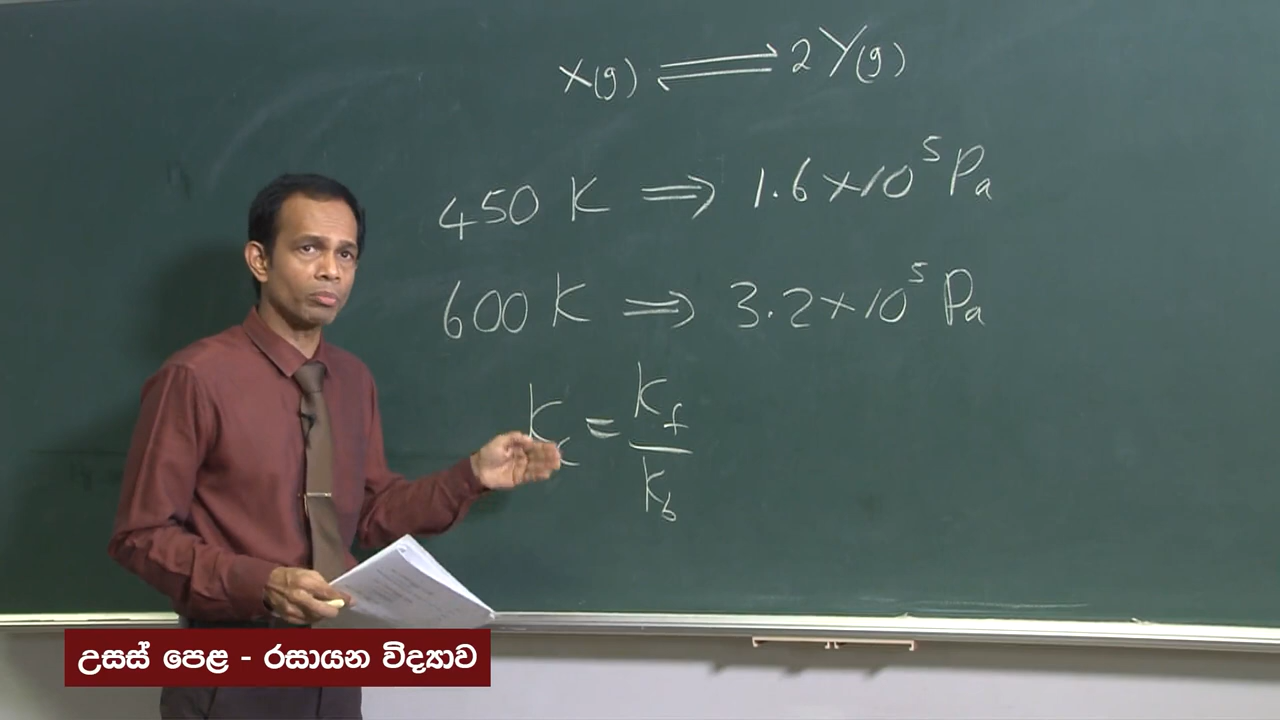 X(g) ⇌ 2Y(g)
450 K ⇒ 1.6×10⁵ Pa
600 K ⇒ 3.2×10⁵ Pa
Kc = kf / kb
උසස් පෙළ - රසායන විද්‍යාව